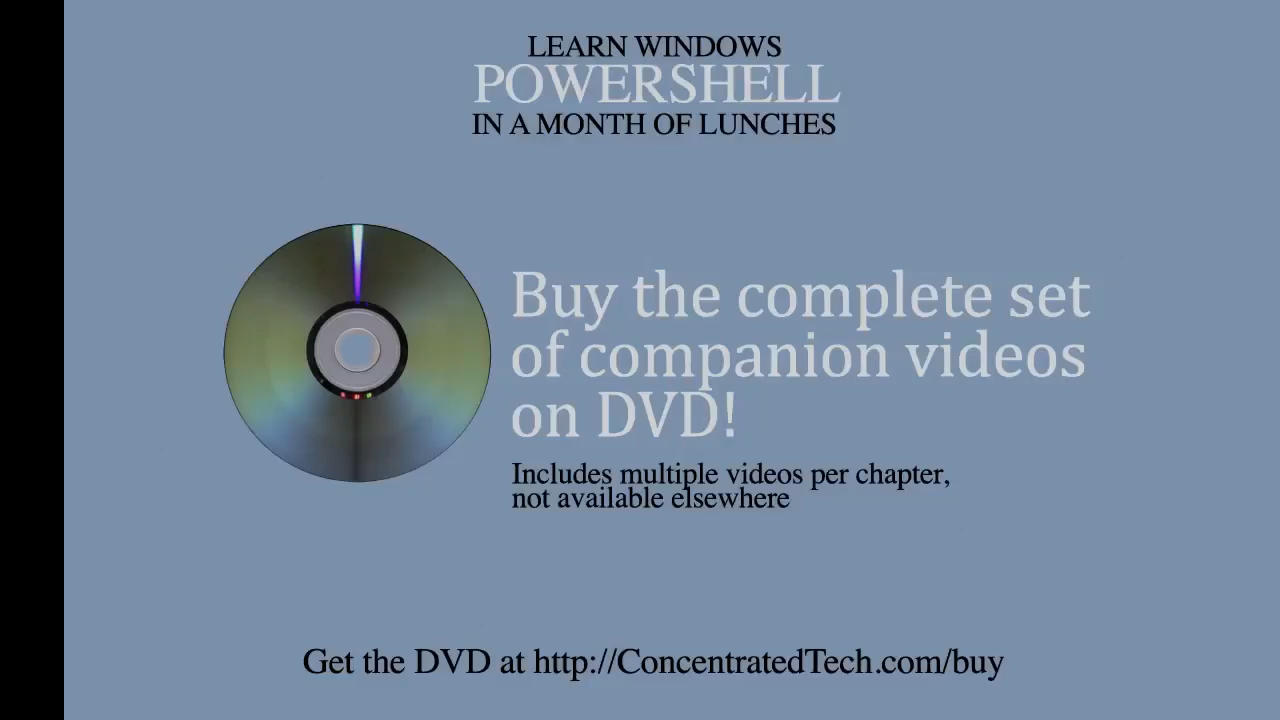 LEARN WINDOWS
POWERSHELL
IN A MONTH OF LUNCHES
Buy the complete set
of companion videos
on DVD!
Includes multiple videos per chapter,
not available elsewhere
Get the DVD at http://ConcentratedTech.com/buy